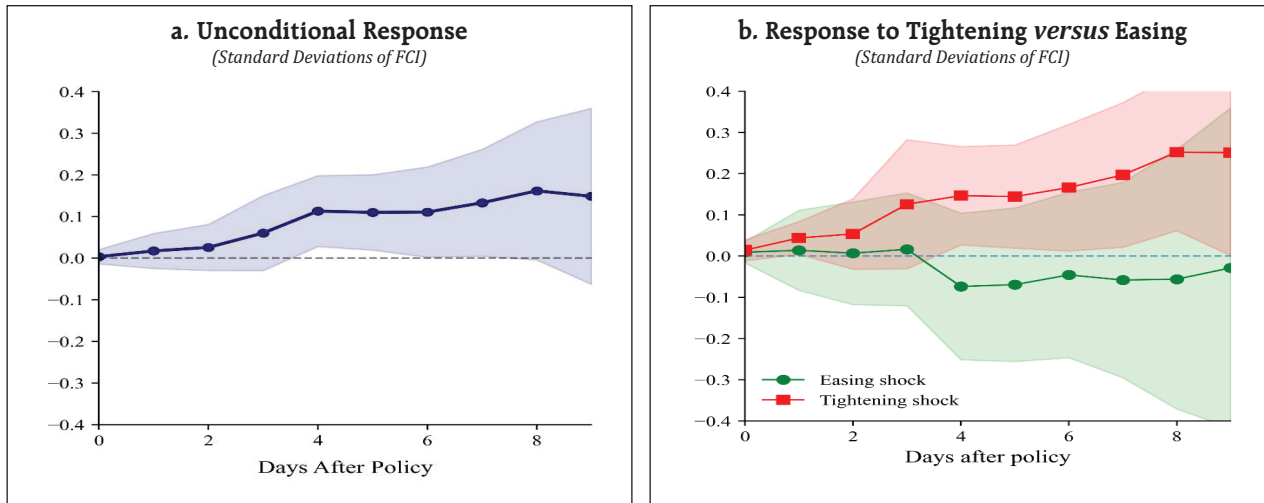 a. Unconditional Response
(Standard Deviations of FCI)
0.4
0.3
0.2
0.1
0.0
−0.1
−0.2
−0.3
−0.4
0 2 4 6 8
Days After Policy
b. Response to Tightening versus Easing
(Standard Deviations of FCI)
0.4
0.3
0.2
0.1
0.0
−0.1
−0.2
−0.3
−0.4
Easing shock
Tightening shock
0 2 4 6 8
Days after policy